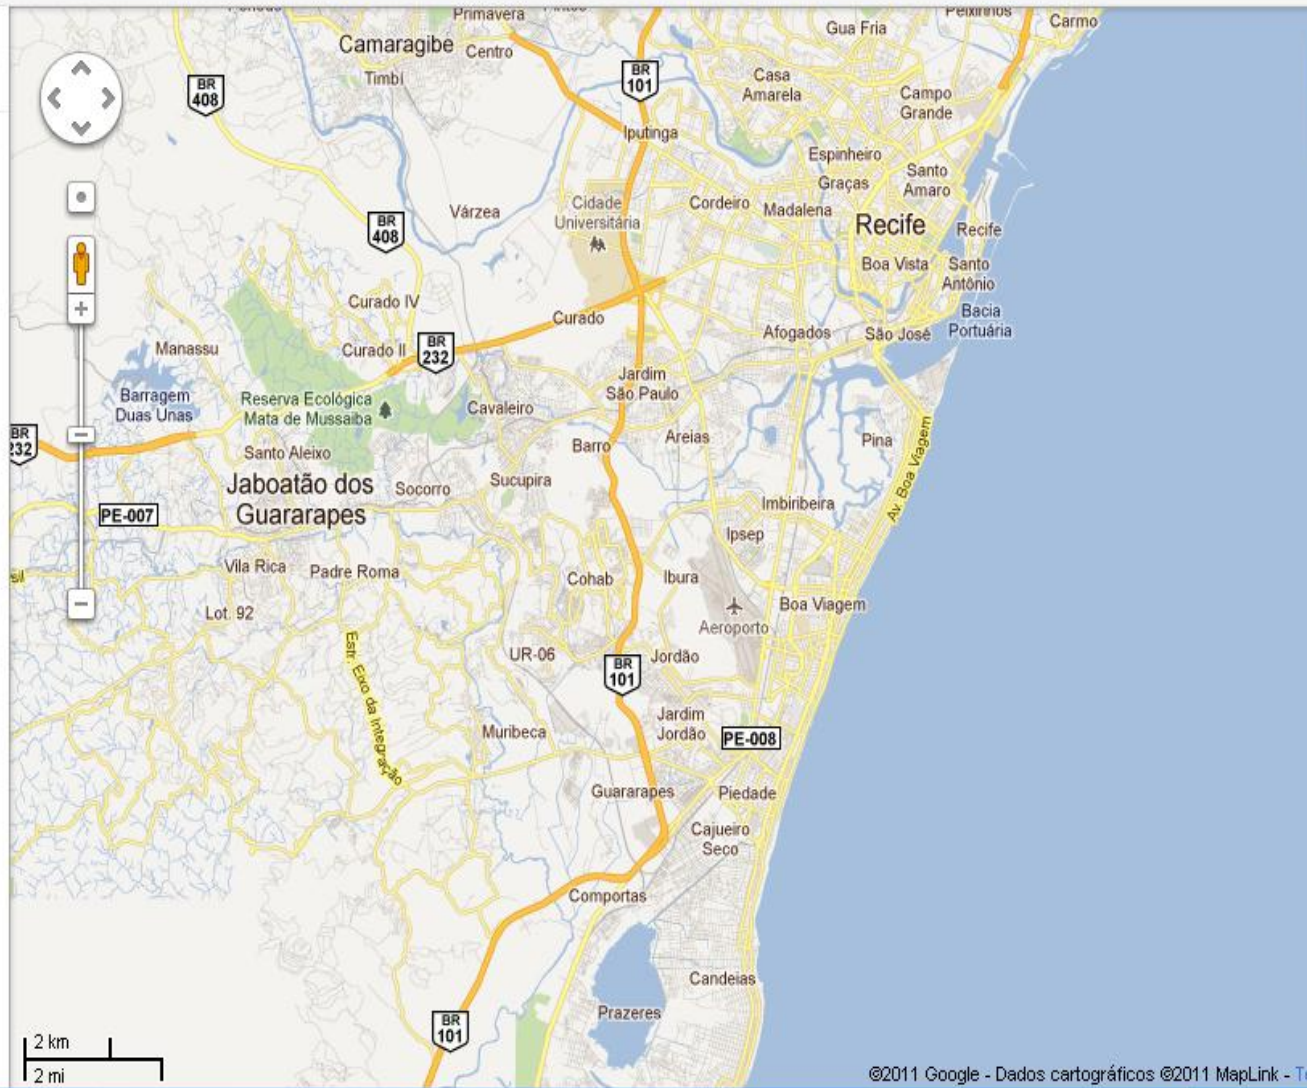 Primavera
Peixinhos
Carmo
Gua Fria
Camaragibe
Centro
Timbí
BR
408
BR
101
Casa
Amarela
Campo
Grande
Iputinga
Espinheiro
Santo
Amaro
Graças
Cidade
Universitária
Cordeiro
Madalena
Várzea
BR
408
Recife
Recife
Boa Vista
Santo
Antônio
Curado IV
Curado
Bacia
Portuária
Afogados
São José
Manassu
Curado II
BR
232
Jardim
São Paulo
Barragem
Duas Unas
Reserva Ecológica
Mata de Mussaiba
Cavaleiro
BR
232
Santo Aleixo
Barro
Areias
Pina
Av. Boa Viagem
Jaboatão dos
Guararapes
Socorro
Sucupira
Imbiribeira
PE-007
Ipsep
Vila Rica
Padre Roma
Cohab
Ibura
sil
Lot. 92
Boa Viagem
Aeroporto
Estr. Eixo da Integração
UR-06
BR
101
Jordão
Muribeca
Jardim
Jordão
PE-008
Guararapes
Piedade
Cajueiro
Seco
Comportas
Candeias
Prazeres
BR
101
2 km
2 mi
©2011 Google - Dados cartográficos ©2011 MapLink - T